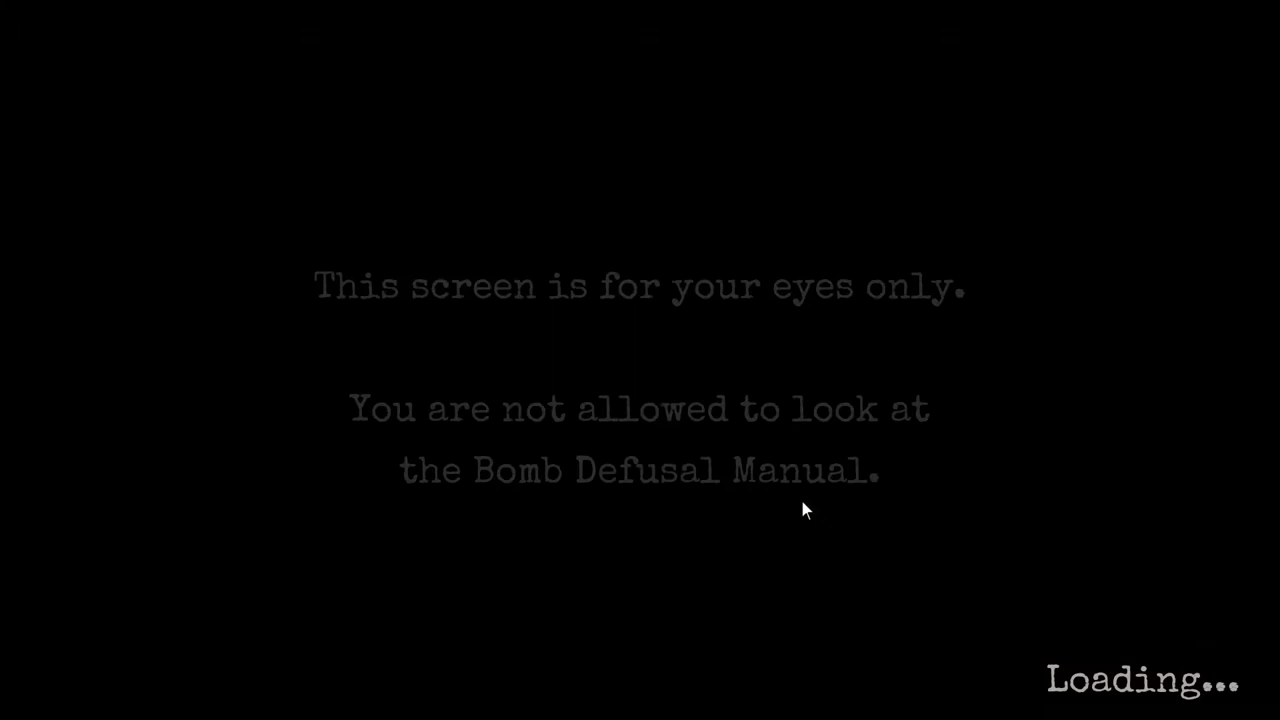 This screen is for your eyes only.
You are not allowed to look at
the Bomb Defusal Manual.
Loading...